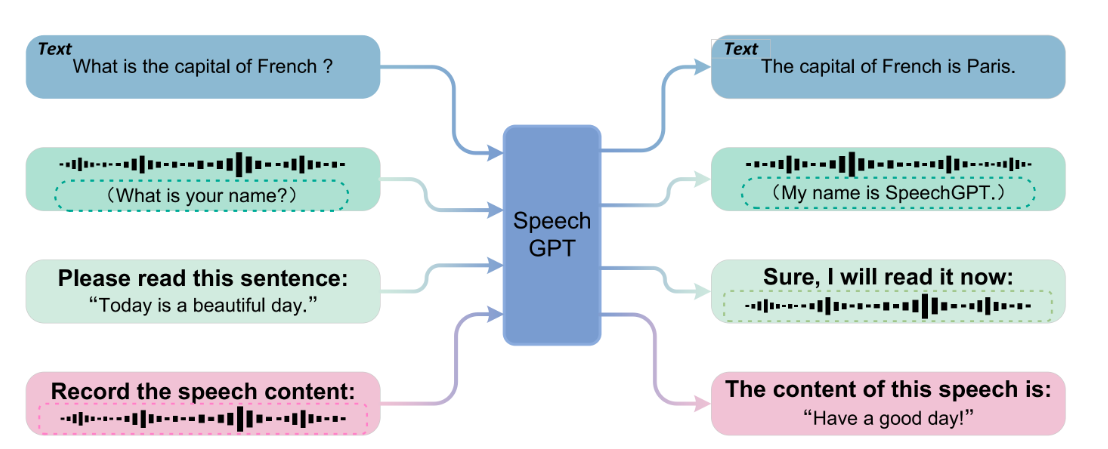 Text
What is the capital of French ?
(What is your name?)
Please read this sentence:
“Today is a beautiful day.”
Record the speech content:
Speech
GPT
Text
The capital of French is Paris.
(My name is SpeechGPT.)
Sure, I will read it now:
The content of this speech is:
“Have a good day!”